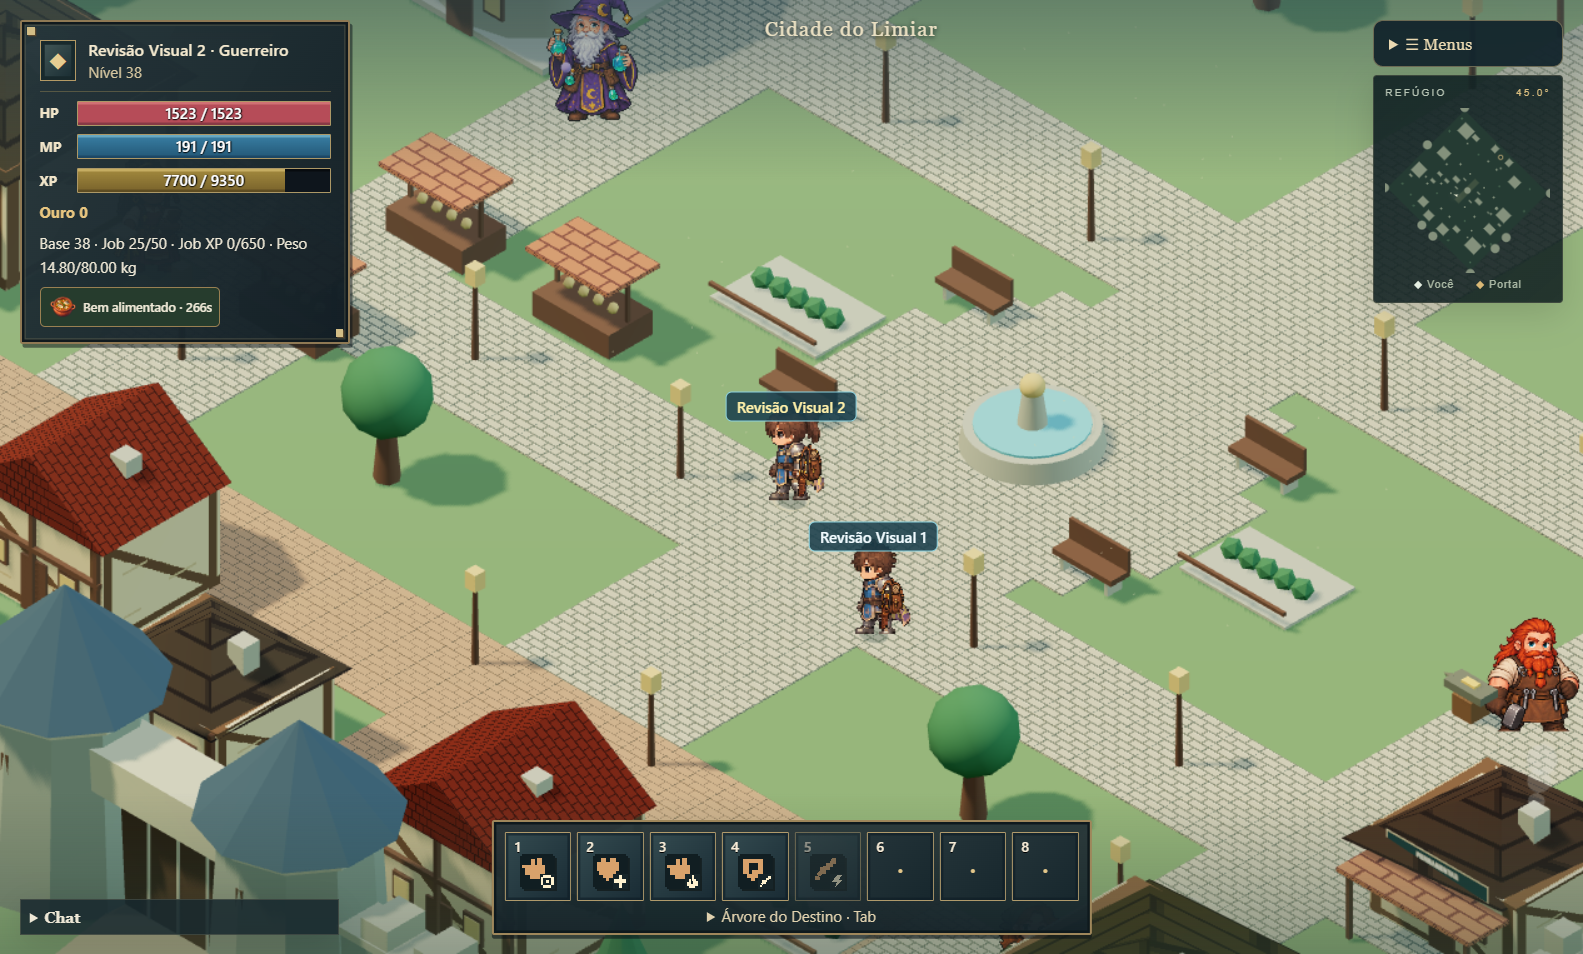 Cidade do Limiar
Revisão Visual 2 · Guerreiro
Nível 38
HP 1523 / 1523
MP 191 / 191
XP 7700 / 9350
Ouro 0
Base 38 · Job 25/50 · Job XP 0/650 · Peso
14.80/80.00 kg
Bem alimentado · 266s
▶ ☰ Menus
REFÚGIO 45.0°
◆ Você ◆ Portal
Revisão Visual 2
Revisão Visual 1
1 2 3 4 5 6 7 8
▶ Árvore do Destino · Tab
▶ Chat